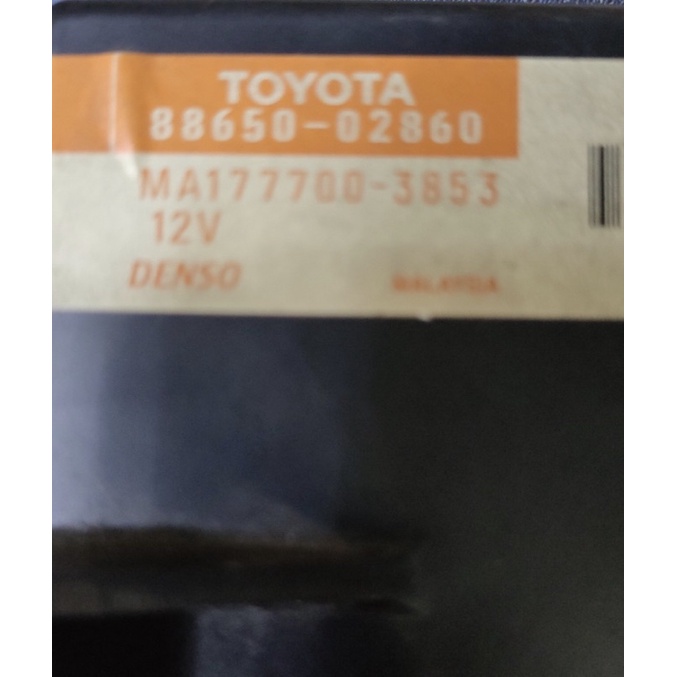 TOYOTA
88650-02860
MA177700-3853
12V
DENSO
MALAYSIA